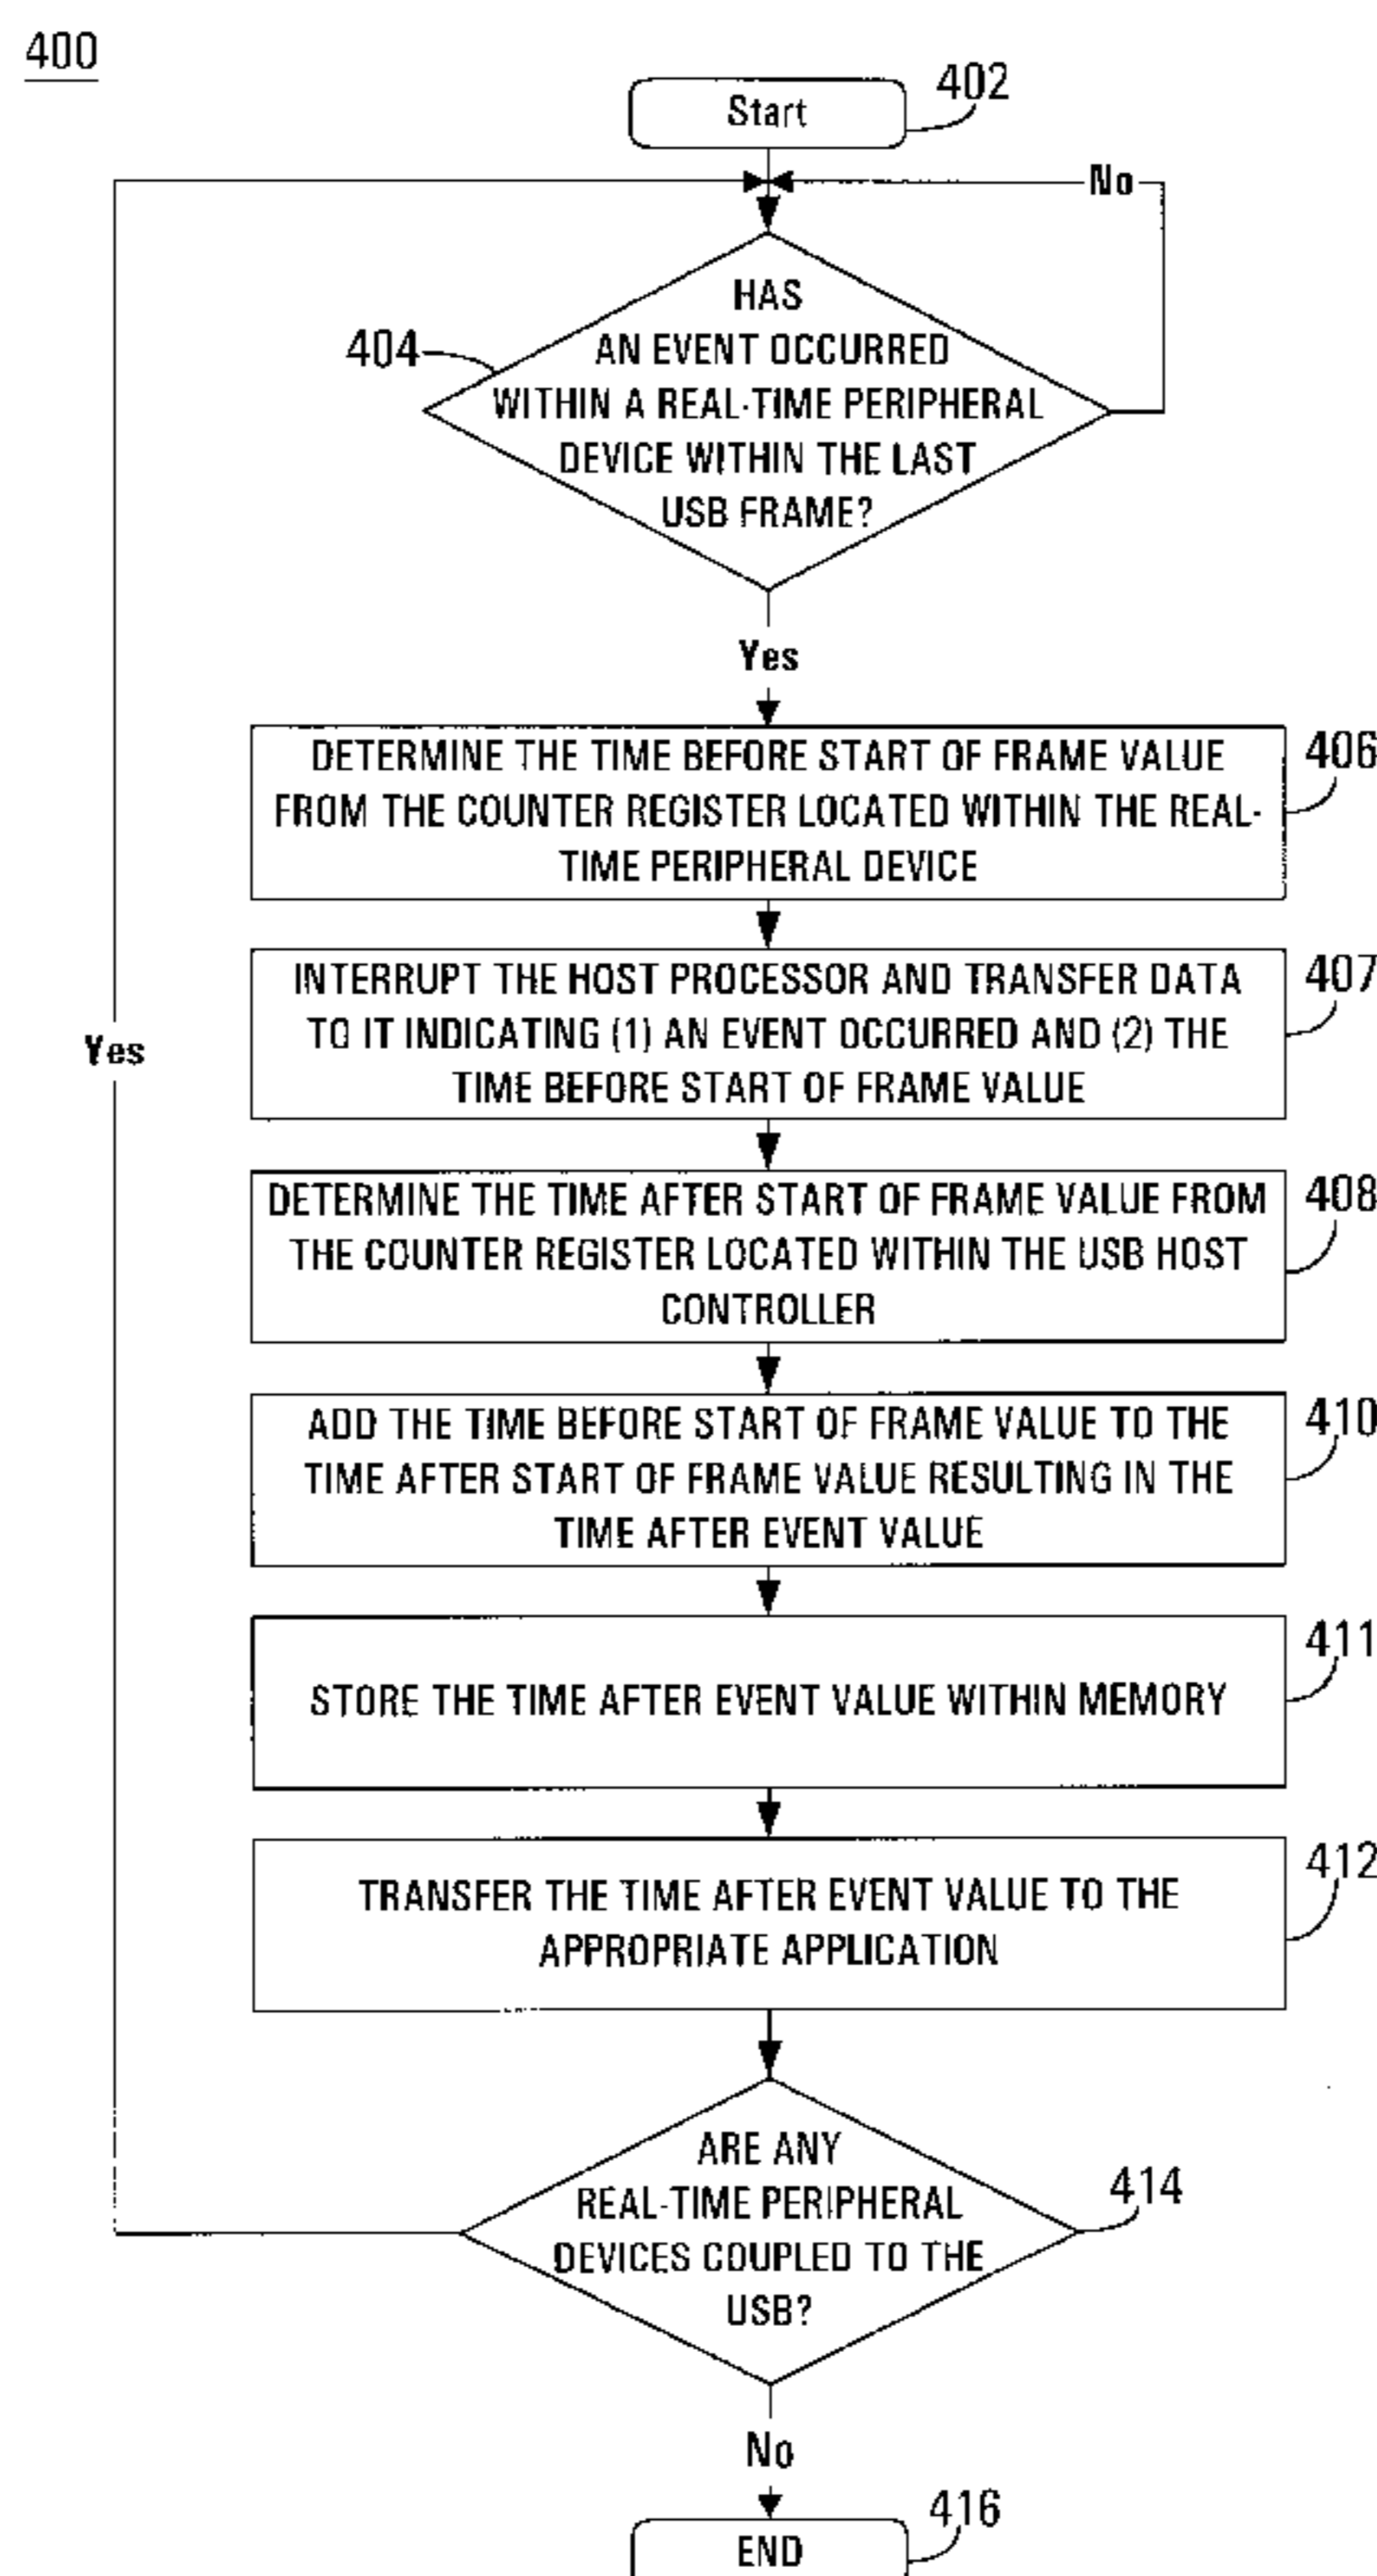 400
Start
402
No
HAS
AN EVENT OCCURRED
WITHIN A REAL-TIME PERIPHERAL
DEVICE WITHIN THE LAST
USB FRAME?
404
Yes
DETERMINE THE TIME BEFORE START OF FRAME VALUE
FROM THE COUNTER REGISTER LOCATED WITHIN THE REAL-
TIME PERIPHERAL DEVICE
406
INTERRUPT THE HOST PROCESSOR AND TRANSFER DATA
TO IT INDICATING (1) AN EVENT OCCURRED AND (2) THE
TIME BEFORE START OF FRAME VALUE
407
Yes
DETERMINE THE TIME AFTER START OF FRAME VALUE FROM
THE COUNTER REGISTER LOCATED WITHIN THE USB HOST
CONTROLLER
408
ADD THE TIME BEFORE START OF FRAME VALUE TO THE
TIME AFTER START OF FRAME VALUE RESULTING IN THE
TIME AFTER EVENT VALUE
410
STORE THE TIME AFTER EVENT VALUE WITHIN MEMORY
411
TRANSFER THE TIME AFTER EVENT VALUE TO THE
APPROPRIATE APPLICATION
412
ARE ANY
REAL-TIME PERIPHERAL
DEVICES COUPLED TO THE
USB?
414
No
END
416